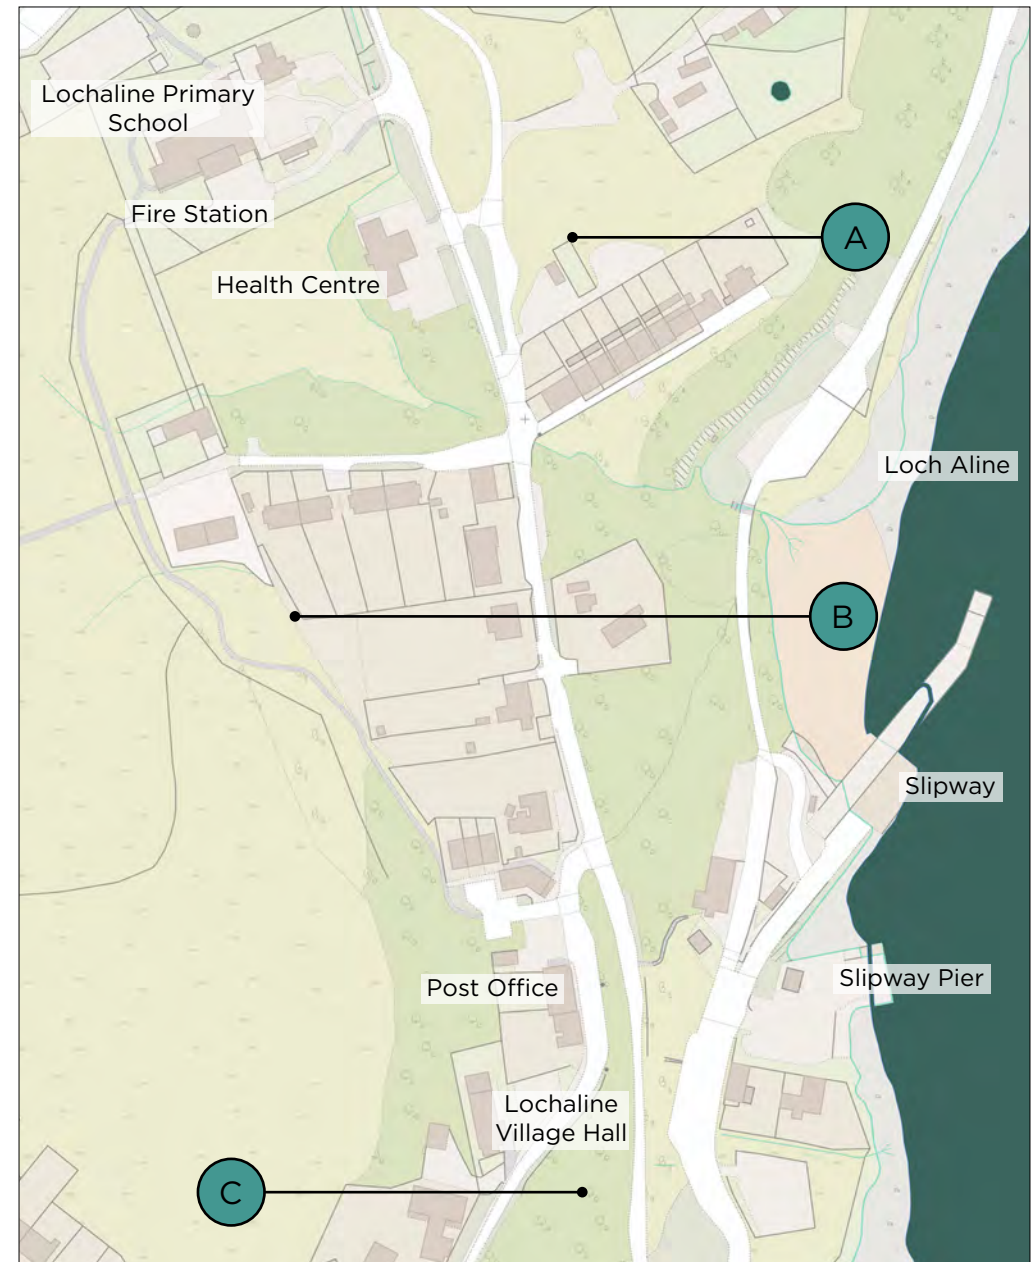 Lochaline Primary
School
Fire Station
A
Health Centre
Loch Aline
B
Slipway
Slipway Pier
Post Office
Lochaline
Village Hall
C